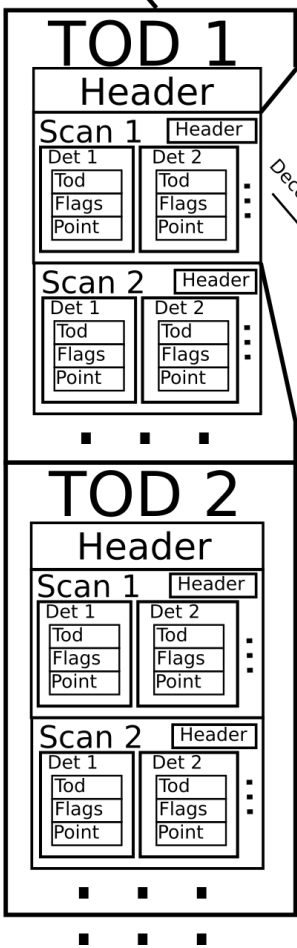 TOD 1
Header
Scan 1 Header
Det 1 Det 2
Tod Tod
Flags Flags
Point Point
Scan 2 Header
Det 1 Det 2
Tod Tod
Flags Flags
Point Point
TOD 2
Header
Scan 1 Header
Det 1 Det 2
Tod Tod
Flags Flags
Point Point
Scan 2 Header
Det 1 Det 2
Tod Tod
Flags Flags
Point Point